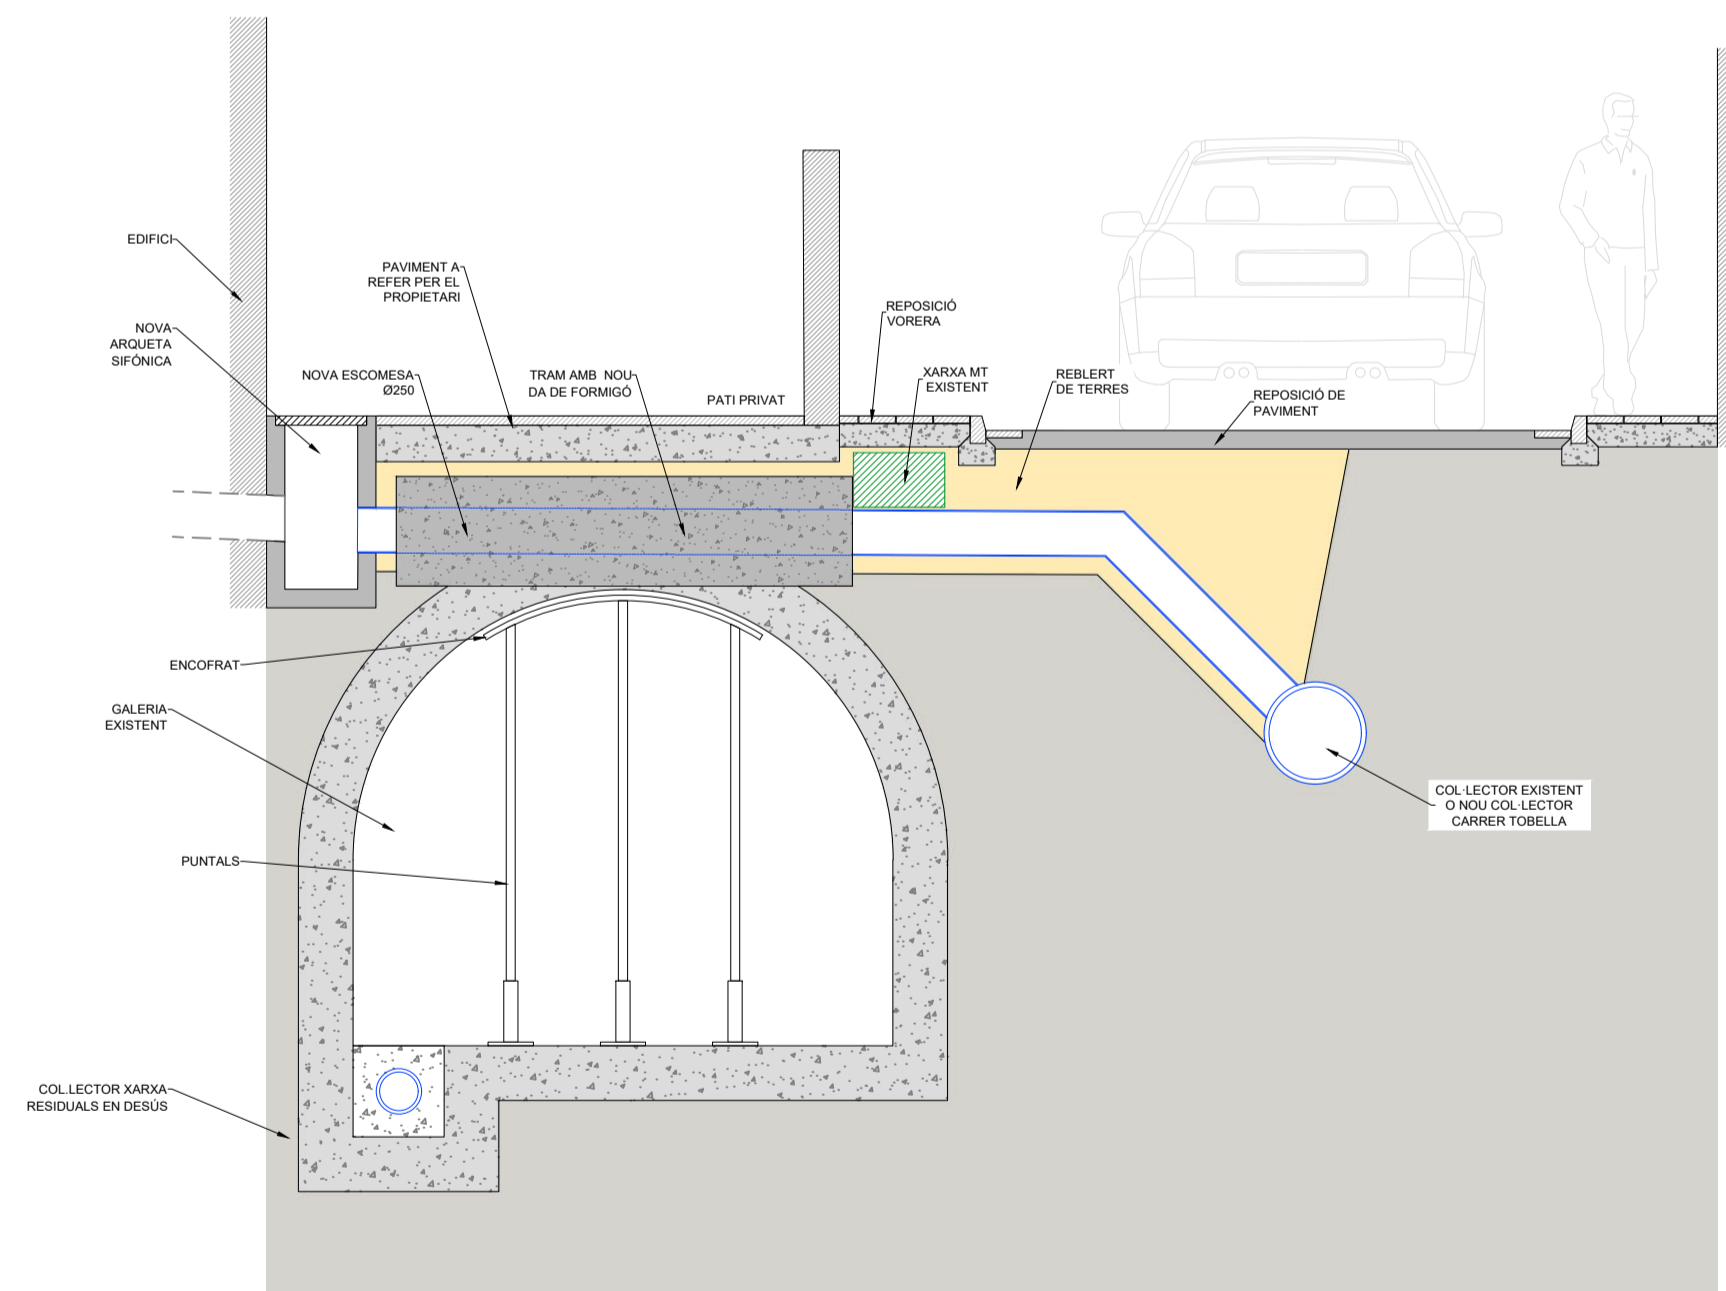 EDIFICI
NOVA
ARQUETA
SIFÓNICA
PAVIMENT A
REFER PER EL
PROPIETARI
NOVA ESCOMESA
Ø250
TRAM AMB NOU
DA DE FORMIGÓ
PATI PRIVAT
REPOSICIÓ
VORERA
XARXA MT
EXISTENT
REBLERT
DE TERRES
REPOSICIÓ DE
PAVIMENT
ENCOFRAT
GALERIA
EXISTENT
PUNTALS
COL·LECTOR EXISTENT
O NOU COL·LECTOR
CARRER TOBELLA
COL.LECTOR XARXA
RESIDUALS EN DESÚS